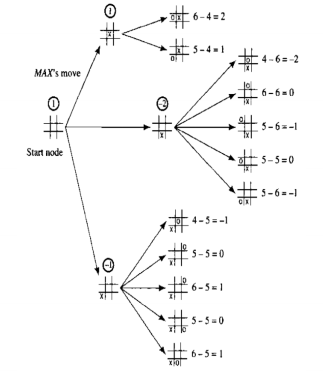 1
O X 6 – 4 = 2
X
X
O 5 – 4 = 1
MAX's move
O
X 4 – 6 = –2
1
–2
O
X 6 – 6 = 0
X
O
X 5 – 6 = –1
Start node
O
X 5 – 5 = 0
O X 5 – 6 = –1
O
X 4 – 5 = –1
O
X 5 – 5 = 0
–1
O
X 6 – 5 = 1
X
X O 5 – 5 = 0
X O 6 – 5 = 1